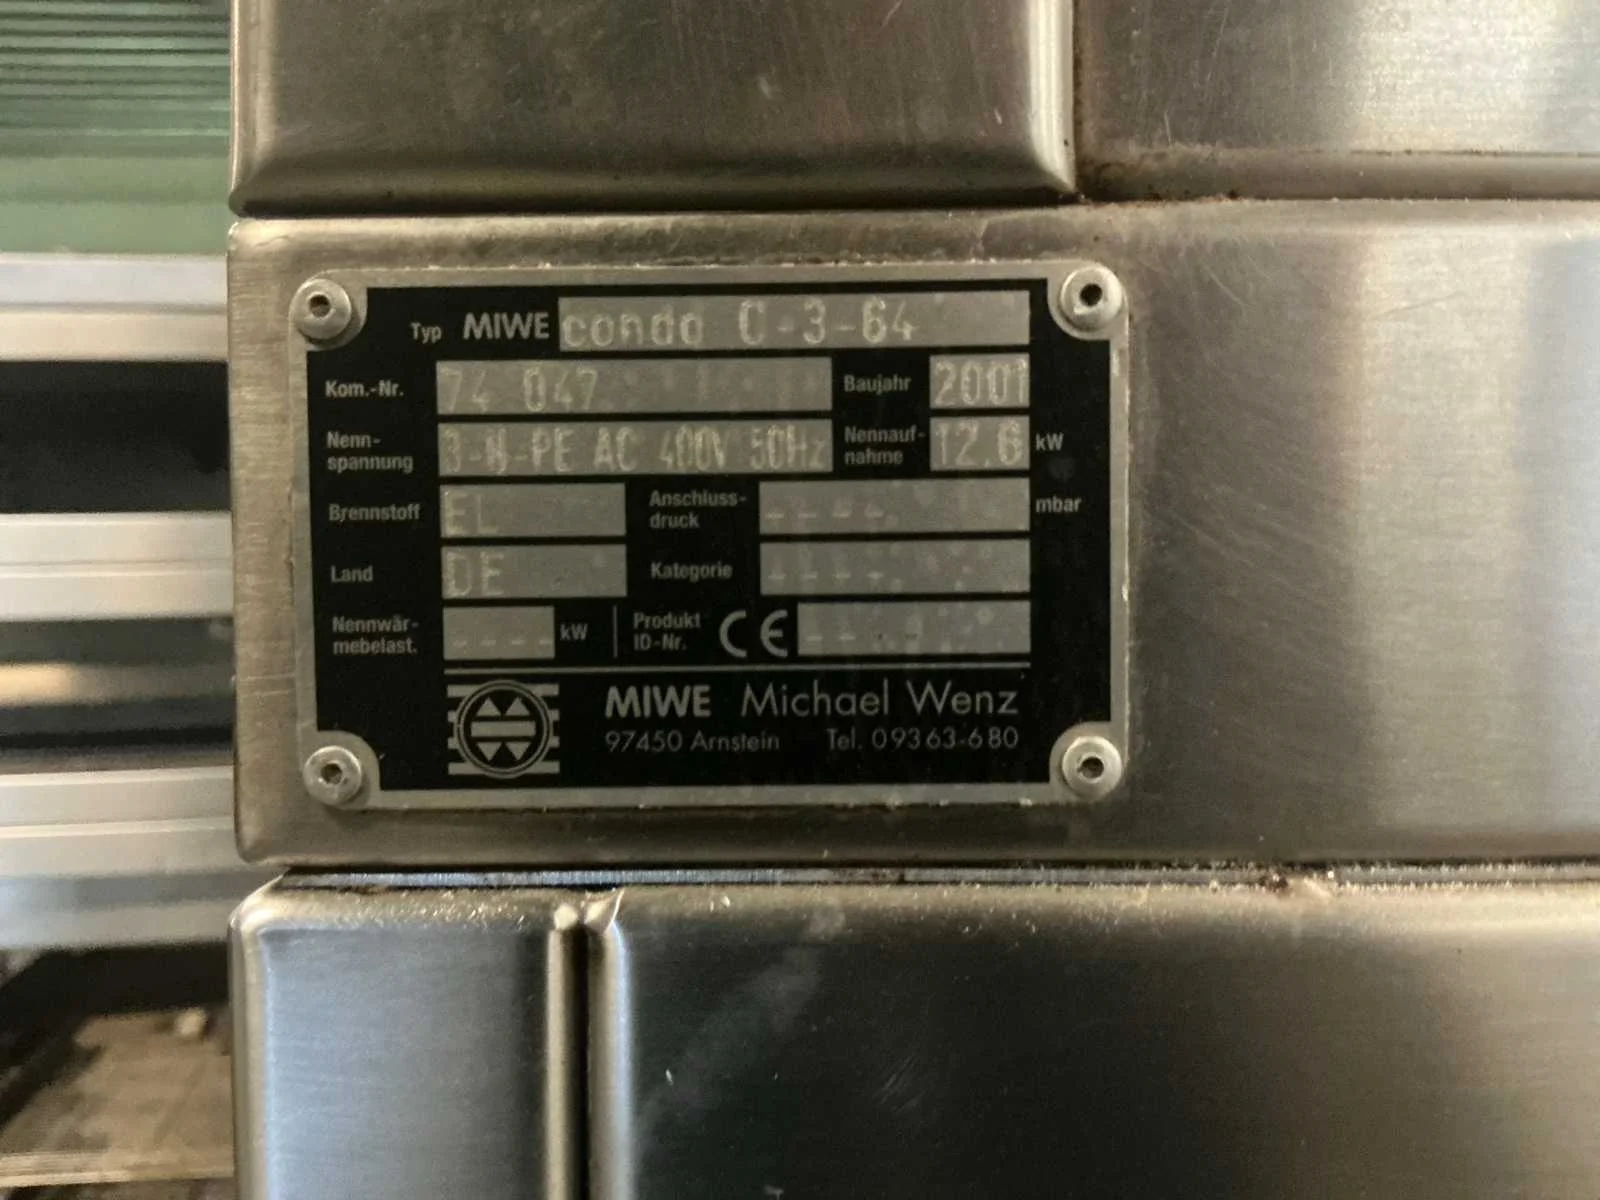 Typ MIWE condo C-3-64
Kom.-Nr. 74 047 Baujahr 2001
Nenn-spannung 3-N-PE AC 400V 50Hz Nennauf-nahme 12.6 kW
Brennstoff EL Anschluss-druck ---- mbar
Land DE Kategorie ----
Nennwär-mebelast. ---- kW Produkt ID-Nr. CE ----
MIWE Michael Wenz
97450 Arnstein Tel. 09363-680